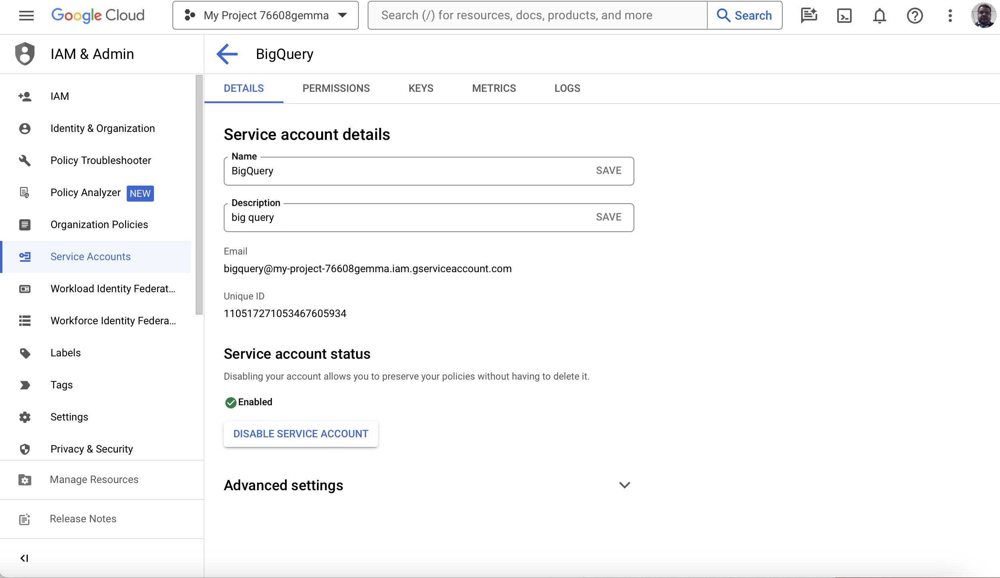 Google Cloud
My Project 76608gemma
Search (/) for resources, docs, products, and more
Search
IAM & Admin
BigQuery
DETAILS
PERMISSIONS
KEYS
METRICS
LOGS
IAM
Identity & Organization
Policy Troubleshooter
Policy Analyzer NEW
Organization Policies
Service Accounts
Workload Identity Federat...
Workforce Identity Federa...
Labels
Tags
Settings
Privacy & Security
Manage Resources
Release Notes
Service account details
Name
BigQuery
SAVE
Description
big query
SAVE
Email
bigquery@my-project-76608gemma.iam.gserviceaccount.com
Unique ID
110517271053467605934
Service account status
Disabling your account allows you to preserve your policies without having to delete it.
Enabled
DISABLE SERVICE ACCOUNT
Advanced settings